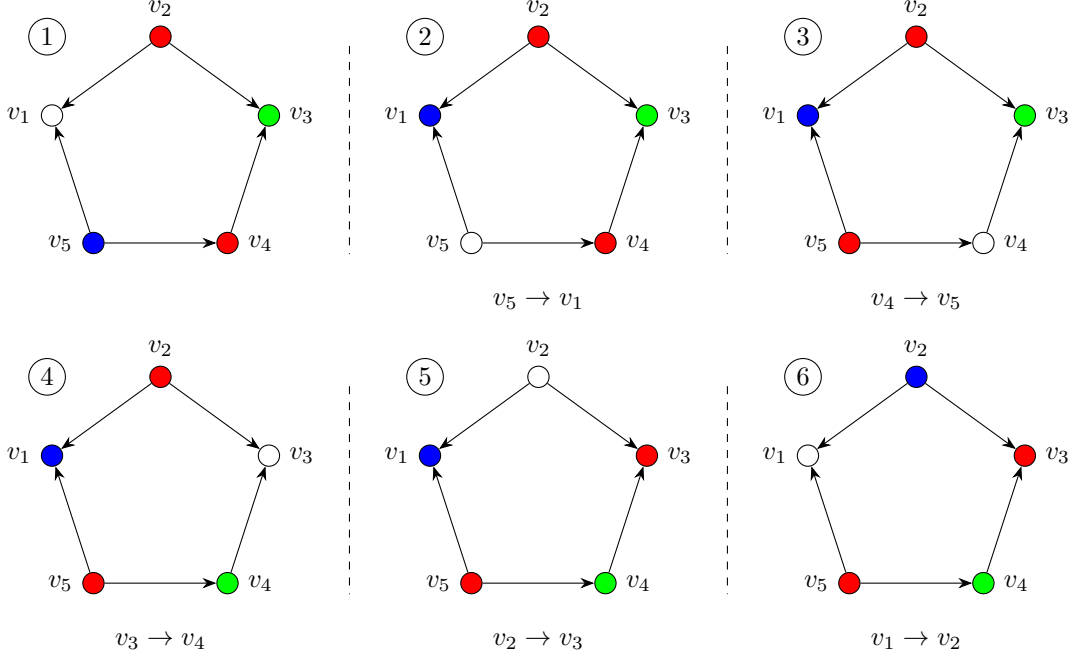 1
v₂
v₁
v₃
v₅
v₄
2
v₂
v₁
v₃
v₅
v₄
v₅ → v₁
3
v₂
v₁
v₃
v₅
v₄
v₄ → v₅
4
v₂
v₁
v₃
v₅
v₄
v₃ → v₄
5
v₂
v₁
v₃
v₅
v₄
v₂ → v₃
6
v₂
v₁
v₃
v₅
v₄
v₁ → v₂